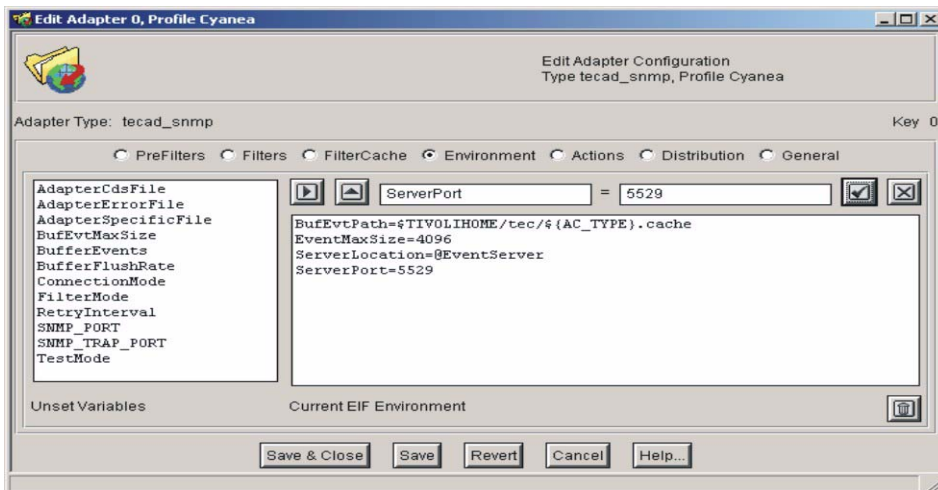 Edit Adapter 0, Profile Cyanea
Edit Adapter Configuration
Type tecad_snmp, Profile Cyanea
Adapter Type: tecad_snmp
Key 0
PreFilters Filters FilterCache Environment Actions Distribution General
AdapterCdsFile
AdapterErrorFile
AdapterSpecificFile
BufEvtMaxSize
BufferEvents
BufferFlushRate
ConnectionMode
FilterMode
RetryInterval
SNMP_PORT
SNMP_TRAP_PORT
TestMode
ServerPort = 5529
BufEvtPath=$TIVOLIHOME/tec/${AC_TYPE}.cache
EventMaxSize=4096
ServerLocation=@EventServer
ServerPort=5529
Unset Variables
Current EIF Environment
Save & Close Save Revert Cancel Help...